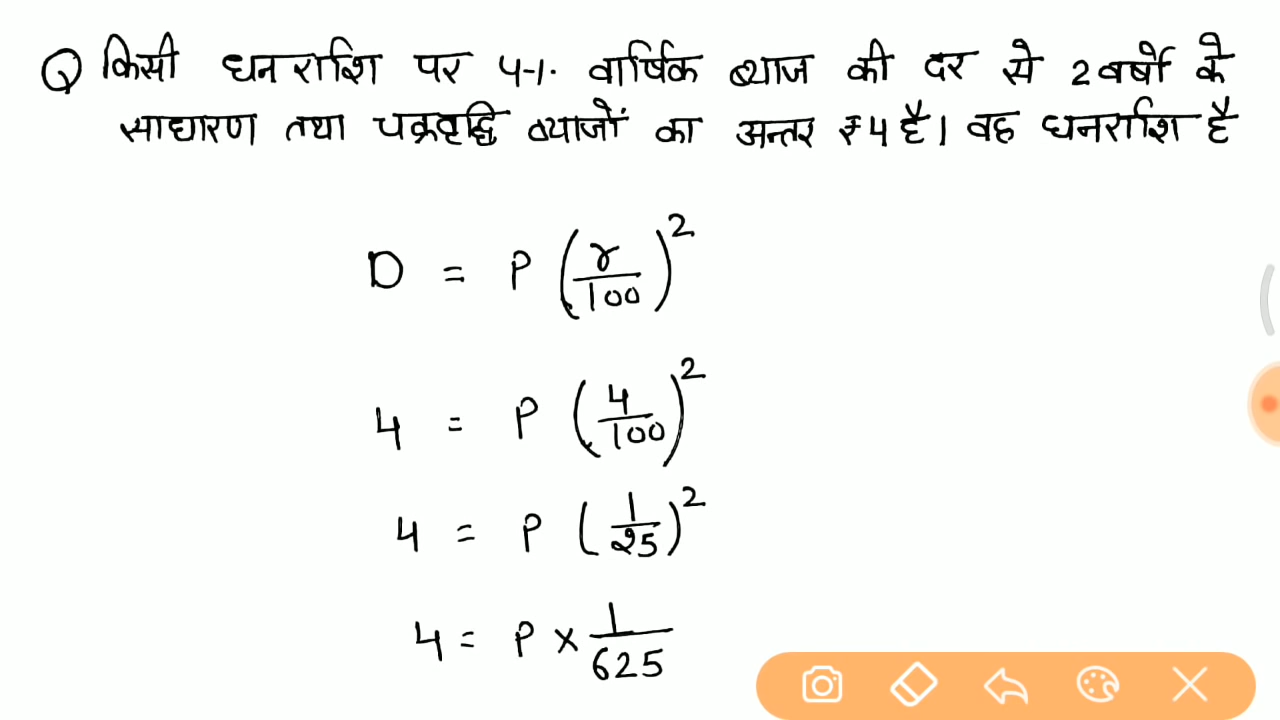 Q किसी धनराशि पर 4%. वार्षिक ब्याज की दर से 2 वर्षो के
साधारण तथा चक्रवृद्धि ब्याजों का अन्तर ₹4 है। वह धनराशि है
D = P (r/100)²
4 = P (4/100)²
4 = P (1/25)²
4 = P × 1/625